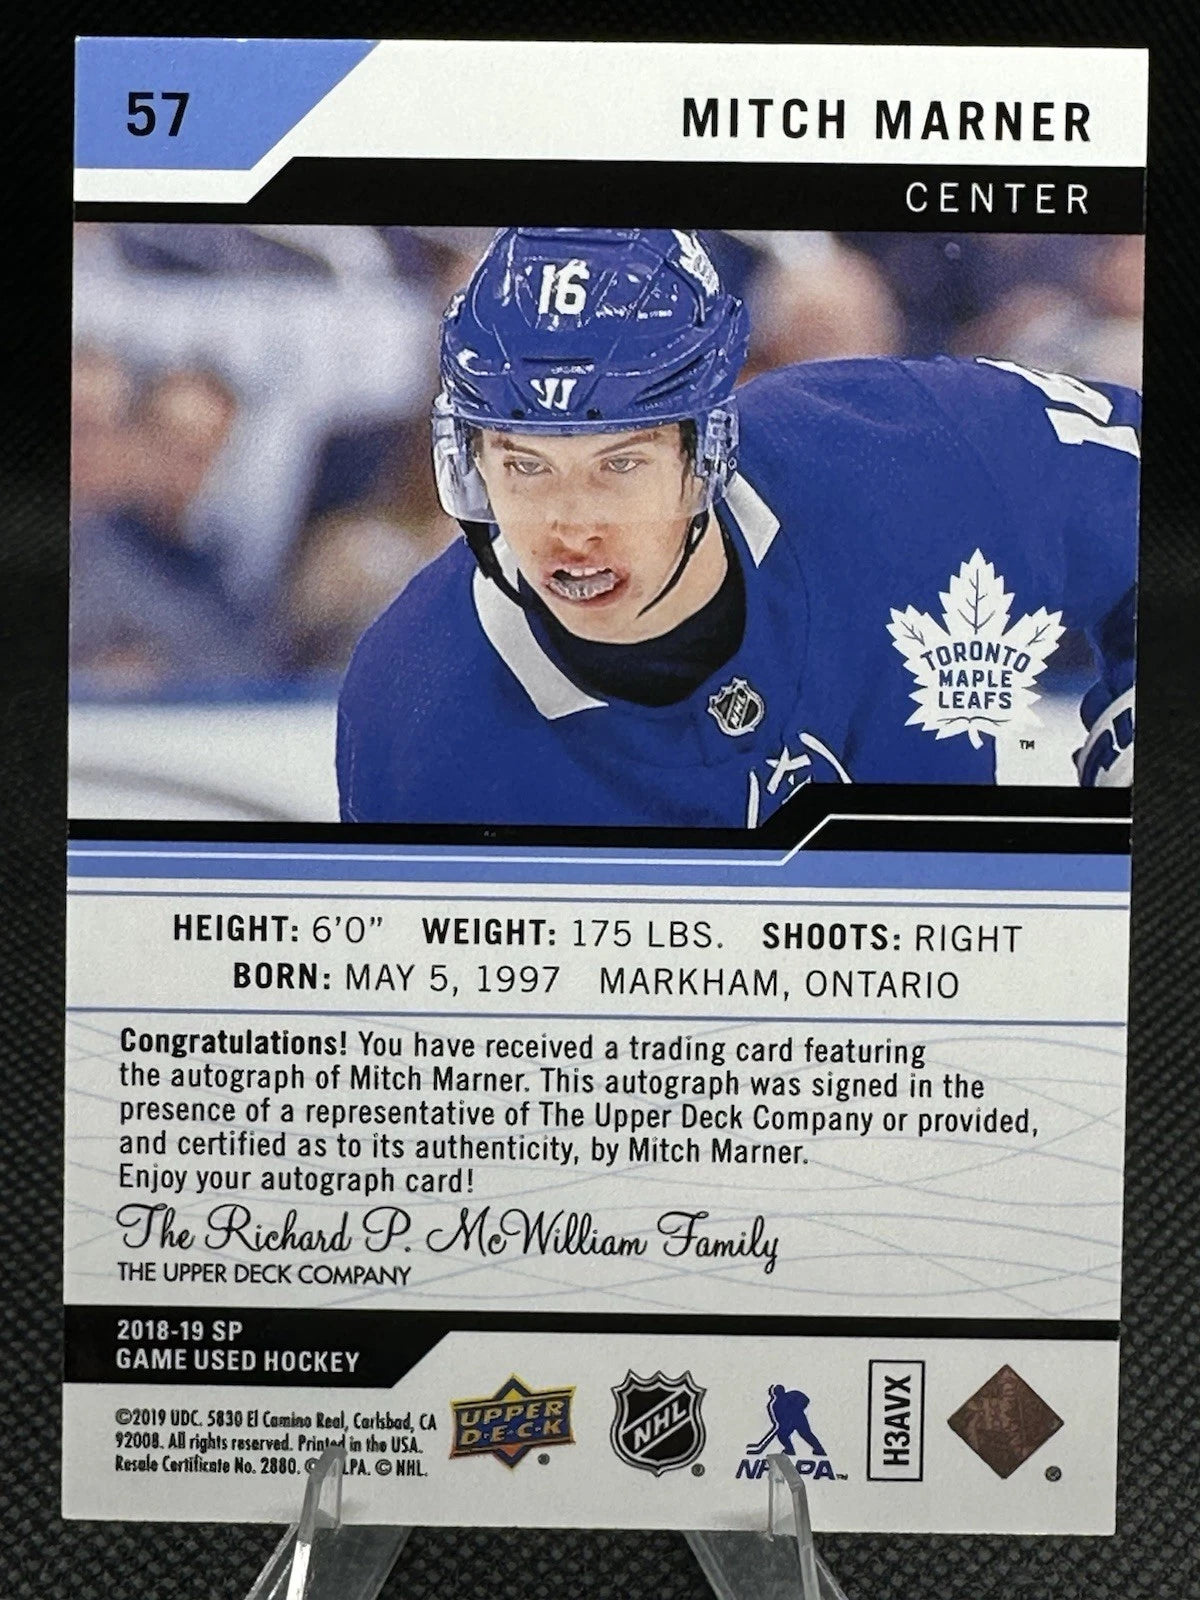 57
MITCH MARNER
CENTER
16
TORONTO
MAPLE
LEAFS
TM
NHL
HEIGHT: 6'0" WEIGHT: 175 LBS. SHOOTS: RIGHT
BORN: MAY 5, 1997 MARKHAM, ONTARIO
Congratulations! You have received a trading card featuring
the autograph of Mitch Marner. This autograph was signed in the
presence of a representative of The Upper Deck Company or provided,
and certified as to its authenticity, by Mitch Marner.
Enjoy your autograph card!
The Richard P. McWilliam Family
THE UPPER DECK COMPANY
2018-19 SP
GAME USED HOCKEY
©2019 UDC. 5830 El Camino Real, Carlsbad, CA
92008. All rights reserved. Printed in the USA.
Resale Certificate No. 2880. © LPA. © NHL.
UPPER
D·E·C·K
®
NHL
®
NHLPA
TM
H3AVX
®